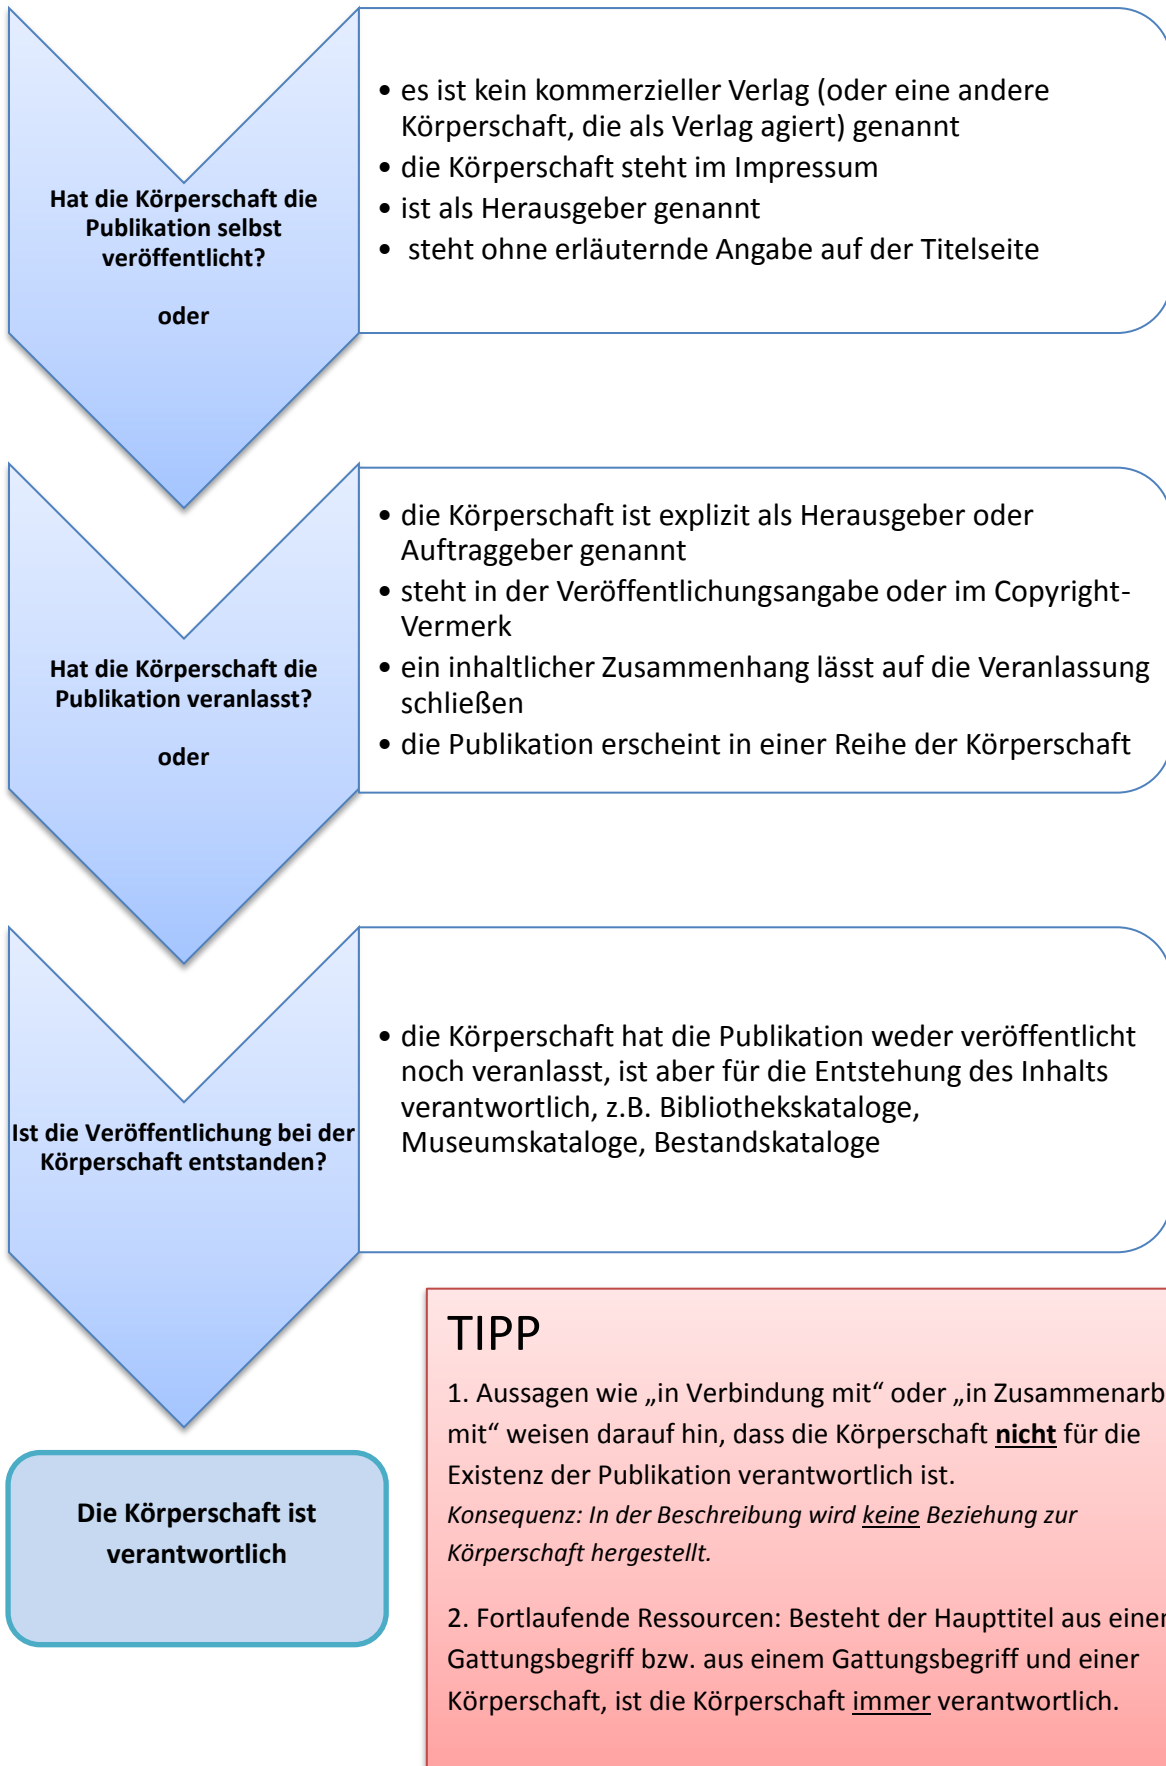 Hat die Körperschaft die
Publikation selbst
veröffentlicht?
oder
• es ist kein kommerzieller Verlag (oder eine andere
Körperschaft, die als Verlag agiert) genannt
• die Körperschaft steht im Impressum
• ist als Herausgeber genannt
• steht ohne erläuternde Angabe auf der Titelseite
Hat die Körperschaft die
Publikation veranlasst?
oder
• die Körperschaft ist explizit als Herausgeber oder
Auftraggeber genannt
• steht in der Veröffentlichungsangabe oder im Copyright-
Vermerk
• ein inhaltlicher Zusammenhang lässt auf die Veranlassung
schließen
• die Publikation erscheint in einer Reihe der Körperschaft
Ist die Veröffentlichung bei der
Körperschaft entstanden?
• die Körperschaft hat die Publikation weder veröffentlicht
noch veranlasst, ist aber für die Entstehung des Inhalts
verantwortlich, z.B. Bibliothekskataloge,
Museumskataloge, Bestandskataloge
Die Körperschaft ist
verantwortlich
TIPP
1. Aussagen wie „in Verbindung mit“ oder „in Zusammenarb
mit“ weisen darauf hin, dass die Körperschaft nicht für die
Existenz der Publikation verantwortlich ist.
Konsequenz: In der Beschreibung wird keine Beziehung zur
Körperschaft hergestellt.
2. Fortlaufende Ressourcen: Besteht der Haupttitel aus einer
Gattungsbegriff bzw. aus einem Gattungsbegriff und einer
Körperschaft, ist die Körperschaft immer verantwortlich.